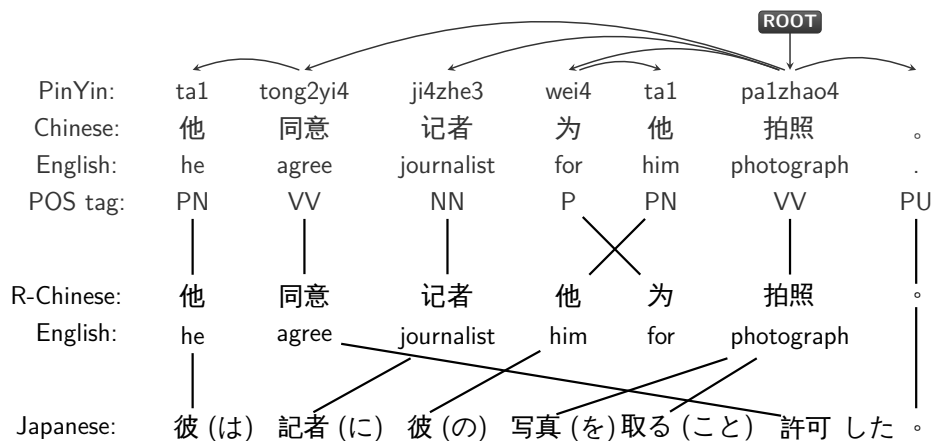 ROOT
PinYin: ta1 tong2yi4 ji4zhe3 wei4 ta1 pa1zhao4
Chinese: 他 同意 记者 为 他 拍照 。
English: he agree journalist for him photograph .
POS tag: PN VV NN P PN VV PU
R-Chinese: 他 同意 记者 他 为 拍照 。
English: he agree journalist him for photograph
Japanese: 彼 (は) 記者 (に) 彼 (の) 写真 (を) 取る (こと) 許可 した 。